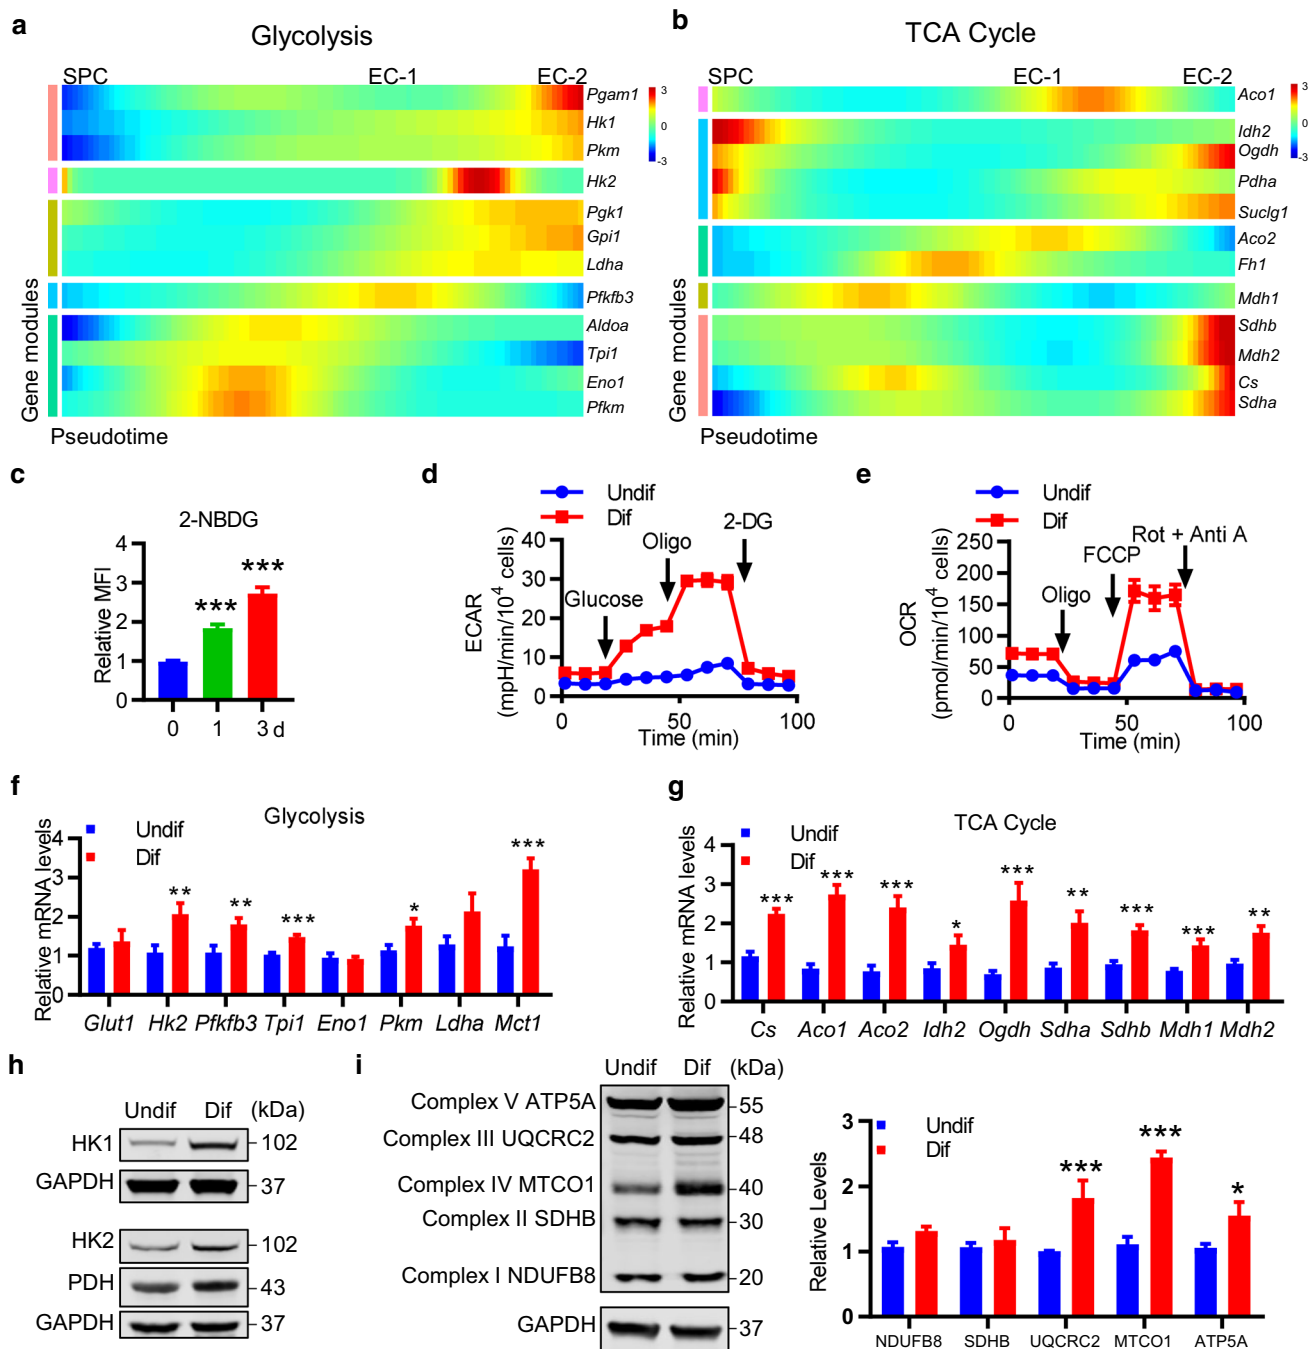 a
Glycolysis
SPC EC-1 EC-2
Pgam1
Hk1
Pkm
Hk2
Pgk1
Gpi1
Ldha
Pfkfb3
Aldoa
Tpi1
Eno1
Pfkm
3
0
-3
Gene modules
Pseudotime
b
TCA Cycle
SPC EC-1 EC-2
Aco1
Idh2
Ogdh
Pdha
Suclg1
Aco2
Fh1
Mdh1
Sdhb
Mdh2
Cs
Sdha
3
0
-3
Gene modules
Pseudotime
c
2-NBDG
Relative MFI
4
3
2
1
0
*** ***
0 1 3 d
d
Undif
Dif
ECAR
(mpH/min/10⁴ cells)
40
30
20
10
0
Glucose
Oligo
2-DG
0 50 100
Time (min)
e
Undif
Dif
OCR
(pmol/min/10⁴ cells)
250
200
150
100
50
0
Oligo
FCCP
Rot + Anti A
0 50 100
Time (min)
f
Glycolysis
Undif
Dif
Relative mRNA levels
4
3
2
1
0
** ** *** * ***
Glut1 Hk2 Pfkfb3 Tpi1 Eno1 Pkm Ldha Mct1
g
TCA Cycle
Undif
Dif
Relative mRNA levels
4
3
2
1
0
*** *** *** * *** ** *** *** **
Cs Aco1 Aco2 Idh2 Ogdh Sdha Sdhb Mdh1 Mdh2
h
Undif Dif (kDa)
HK1 102
GAPDH 37
HK2 102
PDH 43
GAPDH 37
i
Undif Dif (kDa)
Complex V ATP5A 55
Complex III UQCRC2 48
Complex IV MTCO1 40
Complex II SDHB 30
Complex I NDUFB8 20
GAPDH 37
Undif
Dif
Relative Levels
3
2
1
0
*** *** *
NDUFB8 SDHB UQCRC2 MTCO1 ATP5A